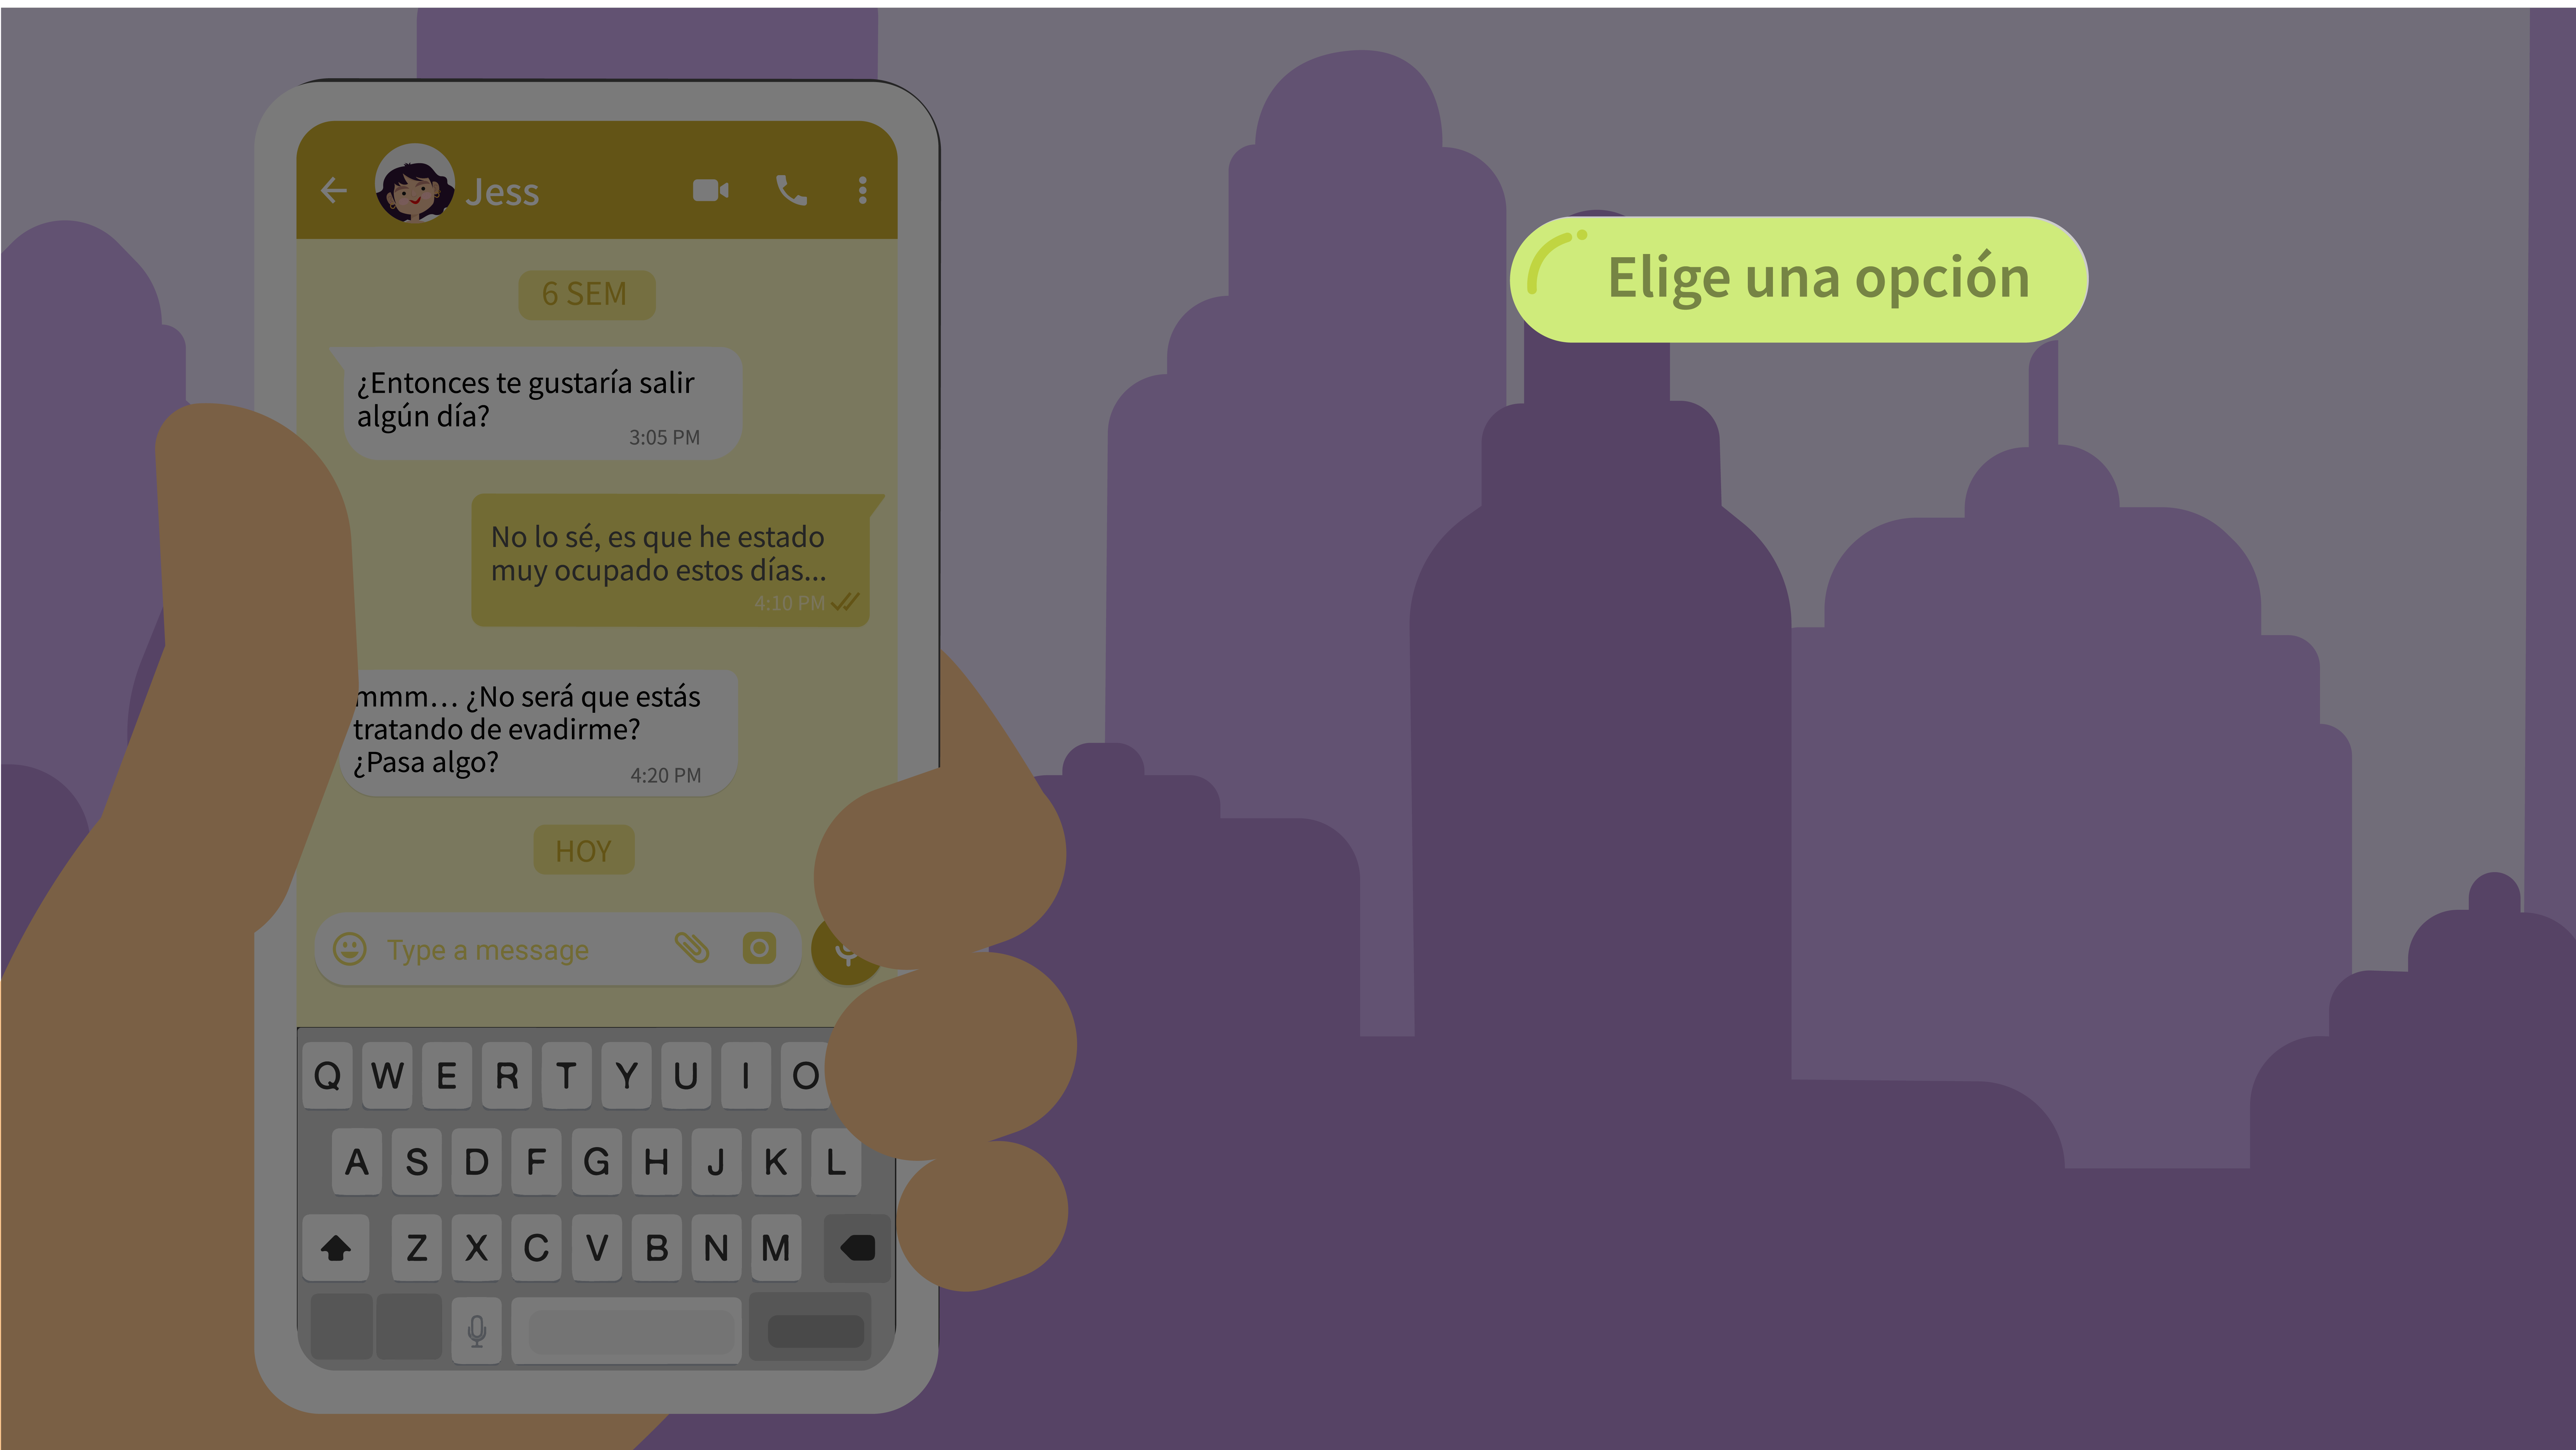 Jess
6 SEM
¿Entonces te gustaría salir
algún día?
3:05 PM
No lo sé, es que he estado
muy ocupado estos días...
4:10 PM
mmm... ¿No será que estás
tratando de evadirme?
¿Pasa algo?
4:20 PM
HOY
Type a message
Q W E R T Y U I O
A S D F G H J K L
Z X C V B N M
Elige una opción